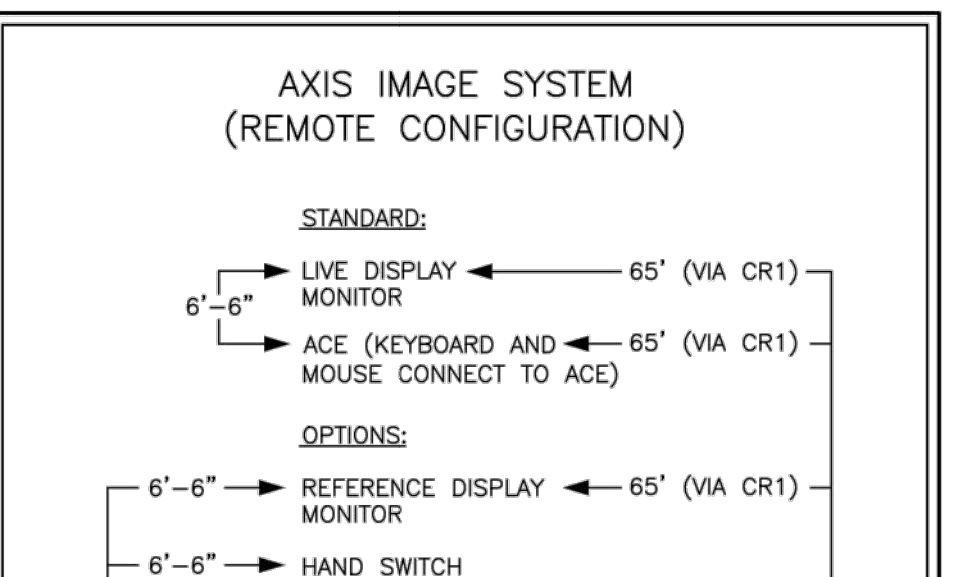 AXIS IMAGE SYSTEM
(REMOTE CONFIGURATION)
STANDARD:
LIVE DISPLAY
MONITOR
65' (VIA CR1)
6'-6"
ACE (KEYBOARD AND
MOUSE CONNECT TO ACE)
65' (VIA CR1)
OPTIONS:
6'-6"
REFERENCE DISPLAY
MONITOR
65' (VIA CR1)
6'-6"
HAND SWITCH